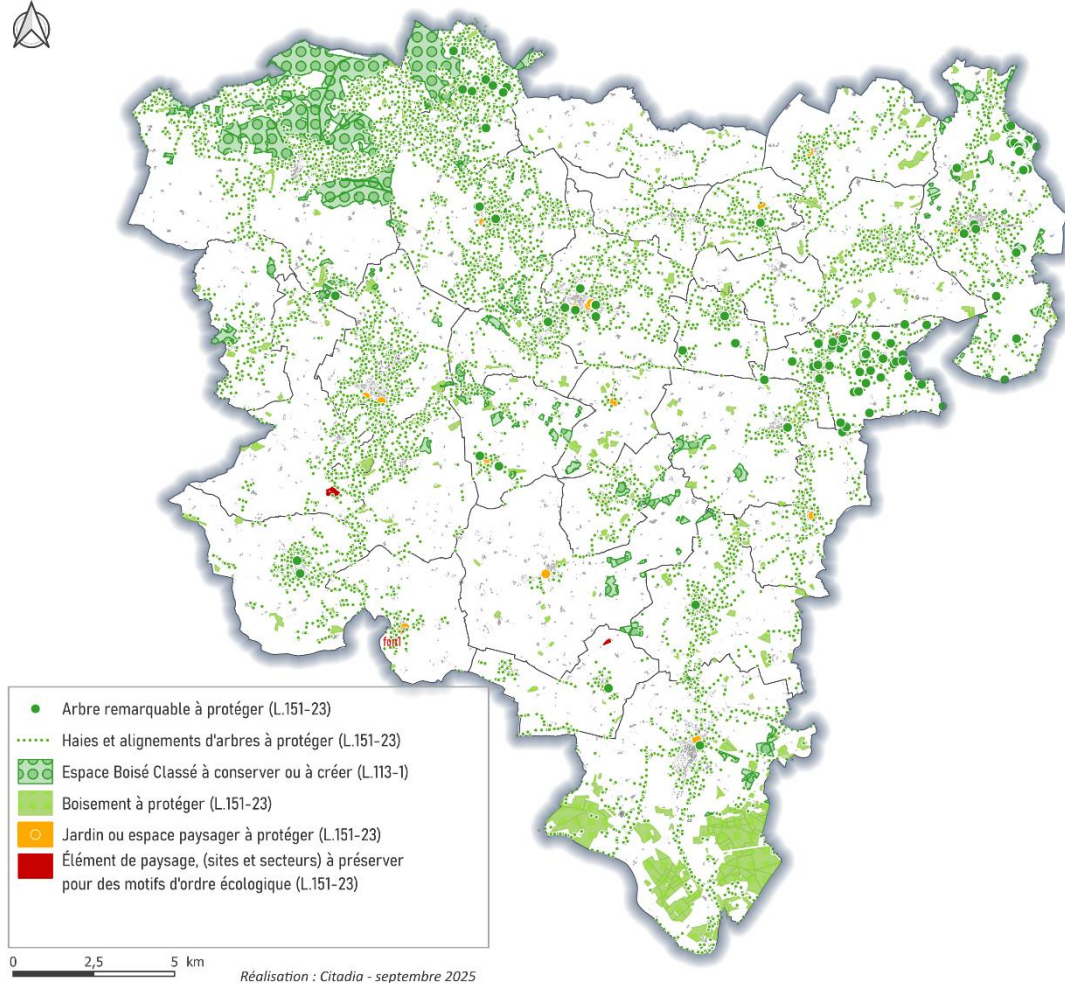 fort1
Arbre remarquable à protéger (L.151-23)
Haies et alignements d'arbres à protéger (L.151-23)
Espace Boisé Classé à conserver ou à créer (L.113-1)
Boisement à protéger (L.151-23)
Jardin ou espace paysager à protéger (L.151-23)
Élément de paysage, (sites et secteurs) à préserver
pour des motifs d'ordre écologique (L.151-23)
0 2,5 5 km
Réalisation : Citadia - septembre 2025